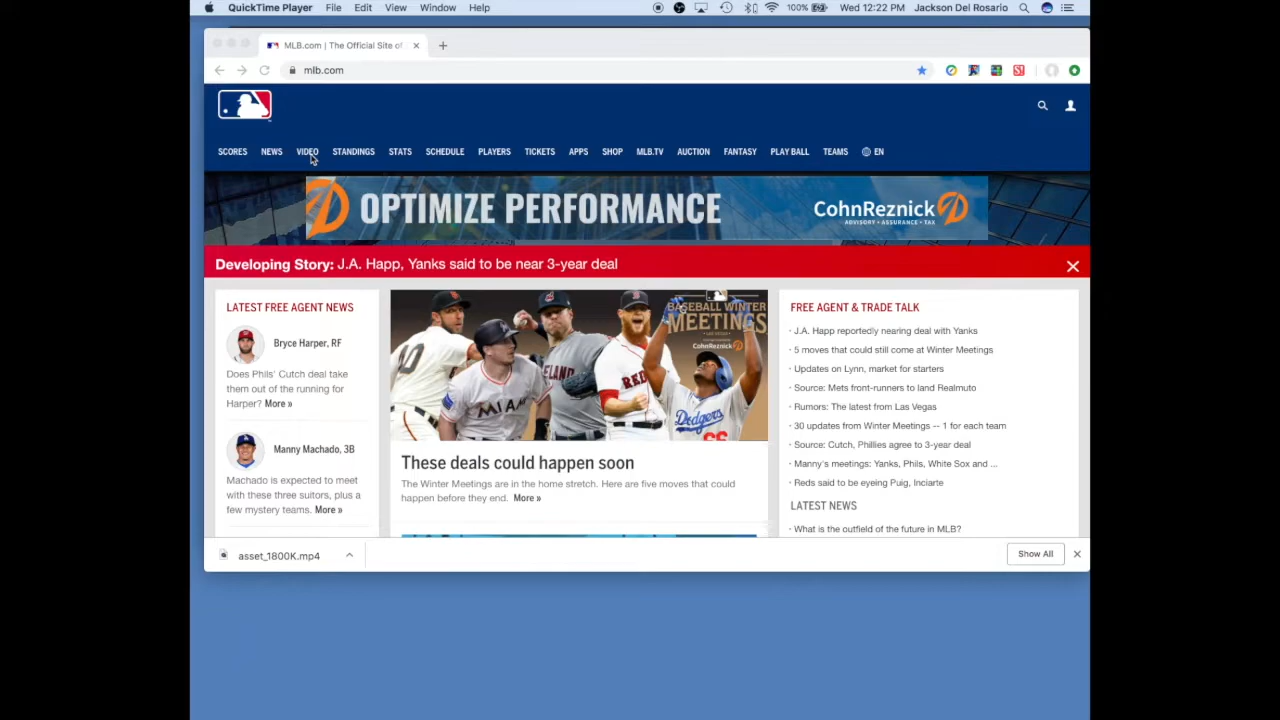 QuickTime Player File Edit View Window Help 100% Wed 12:22 PM Jackson Del Rosario
MLB.com | The Official Site of
mlb.com
SCORES NEWS VIDEO STANDINGS STATS SCHEDULE PLAYERS TICKETS APPS SHOP MLB.TV AUCTION FANTASY PLAY BALL TEAMS EN
OPTIMIZE PERFORMANCE
CohnReznick
ADVISORY • ASSURANCE • TAX
Developing Story: J.A. Happ, Yanks said to be near 3-year deal
LATEST FREE AGENT NEWS
Bryce Harper, RF
Does Phils' Cutch deal take
them out of the running for
Harper? More »
Manny Machado, 3B
Machado is expected to meet
with these three suitors, plus a
few mystery teams. More »
BASEBALL WINTER
MEETINGS
CohnReznick
MIAMI
RED
Dodgers
66
These deals could happen soon
The Winter Meetings are in the home stretch. Here are five moves that could
happen before they end. More »
FREE AGENT & TRADE TALK
· J.A. Happ reportedly nearing deal with Yanks
· 5 moves that could still come at Winter Meetings
· Updates on Lynn, market for starters
· Source: Mets front-runners to land Realmuto
· Rumors: The latest from Las Vegas
· 30 updates from Winter Meetings -- 1 for each team
· Source: Cutch, Phillies agree to 3-year deal
· Manny's meetings: Yanks, Phils, White Sox and ...
· Reds said to be eyeing Puig, Inciarte
LATEST NEWS
· What is the outfield of the future in MLB?
asset_1800K.mp4
Show All